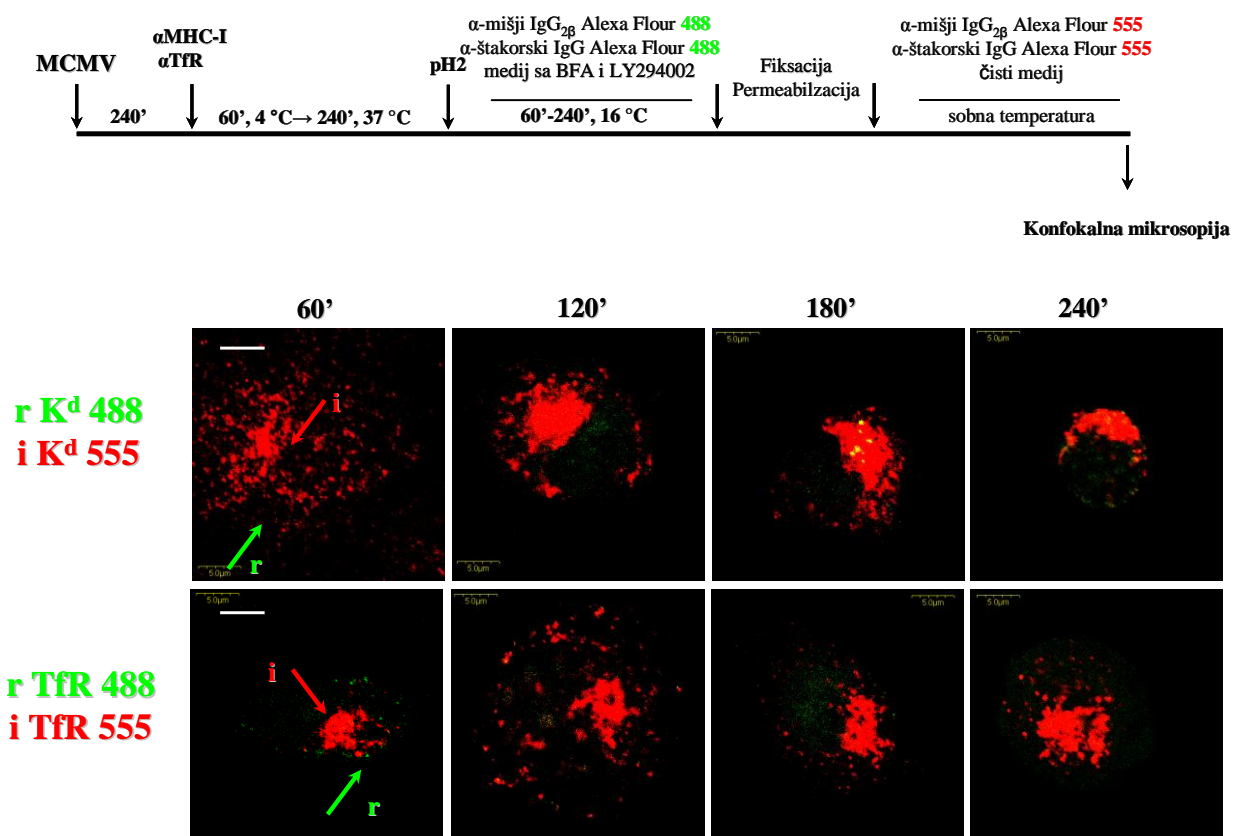 MCMV
αMHC-I
αTfR
pH2
α-mišji IgG2β Alexa Flour 488
α-štakorski IgG Alexa Flour 488
medij sa BFA i LY294002
Fiksacija
Permeabilzacija
α-mišji IgG2β Alexa Flour 555
α-štakorski IgG Alexa Flour 555
čisti medij
240’
60’, 4 °C→ 240’, 37 °C
60’-240’, 16 °C
sobna temperatura
Konfokalna mikrosopija
60’
120’
180’
240’
r Kd 488
i Kd 555
i
r
5.0µm
5.0µm
5.0µm
5.0µm
r TfR 488
i TfR 555
i
r
5.0µm
5.0µm
5.0µm
5.0µm